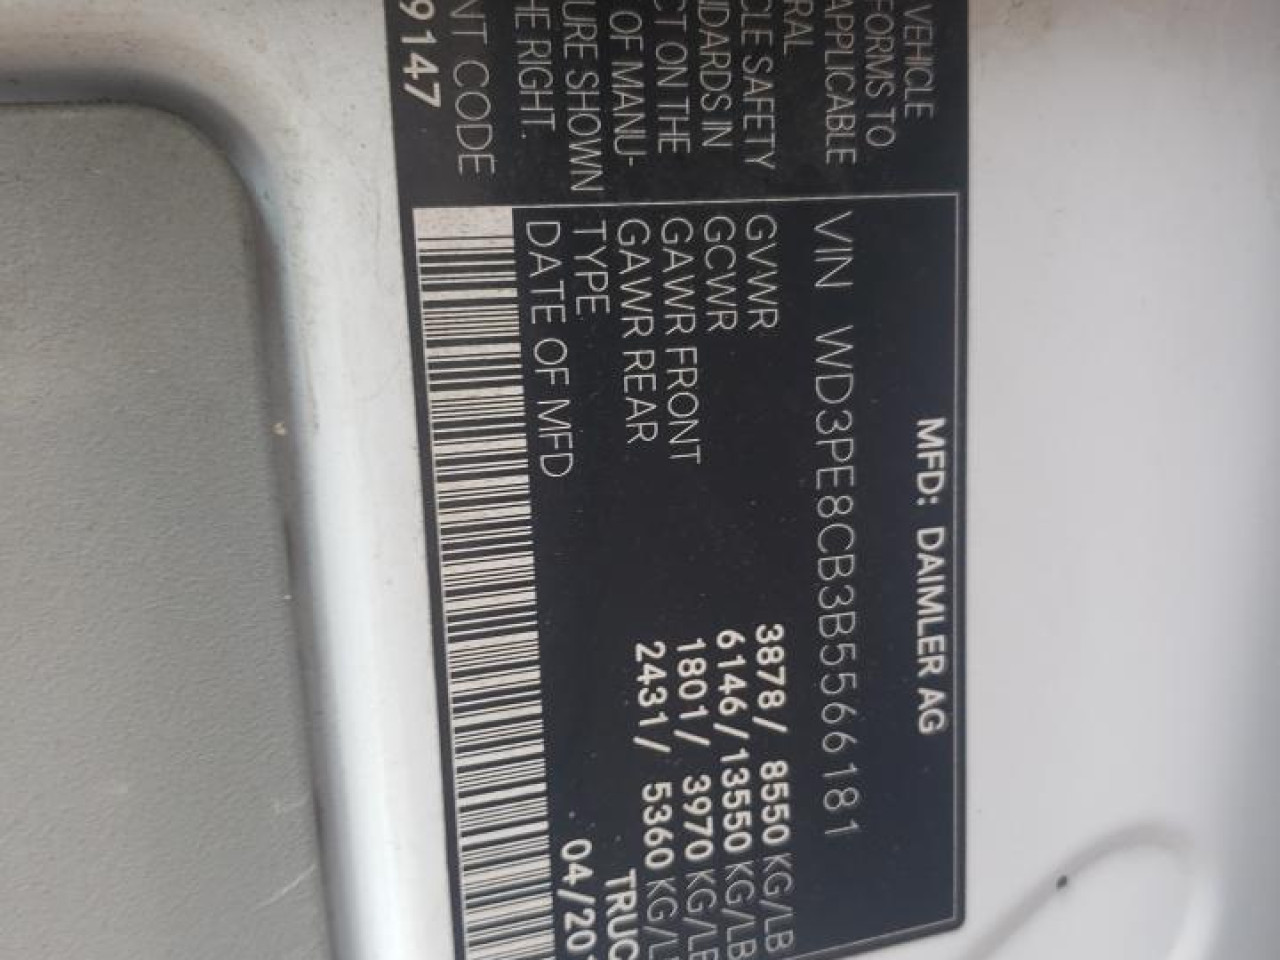 MFD: DAIMLER AG
VIN WD3PE8CB3B5566181
GVWR 3878/ 8550 KG/LB
GCWR 6146/13550 KG/LB
GAWR FRONT 1801/ 3970 KG/LB
GAWR REAR 2431/ 5360 KG/L
TYPE TRUC
DATE OF MFD 04/20
VEHICLE
FORMS TO
APPLICABLE
RAL
CLE SAFETY
NDARDS IN
CT ON THE
OF MANU-
URE SHOWN
HE RIGHT.
NT CODE
9147